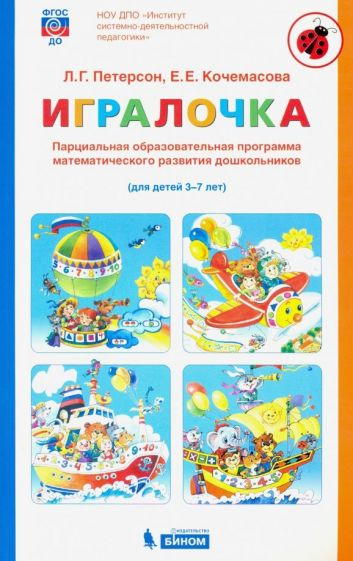 ФГОС
ДО
НОУ ДПО «Институт
системно-деятельностной
педагогики»
Л.Г. Петерсон, Е.Е. Кочемасова
ИГРАЛОЧКА
Парциальная образовательная программа
математического развития дошкольников
(для детей 3–7 лет)
издательство
БИНОМ